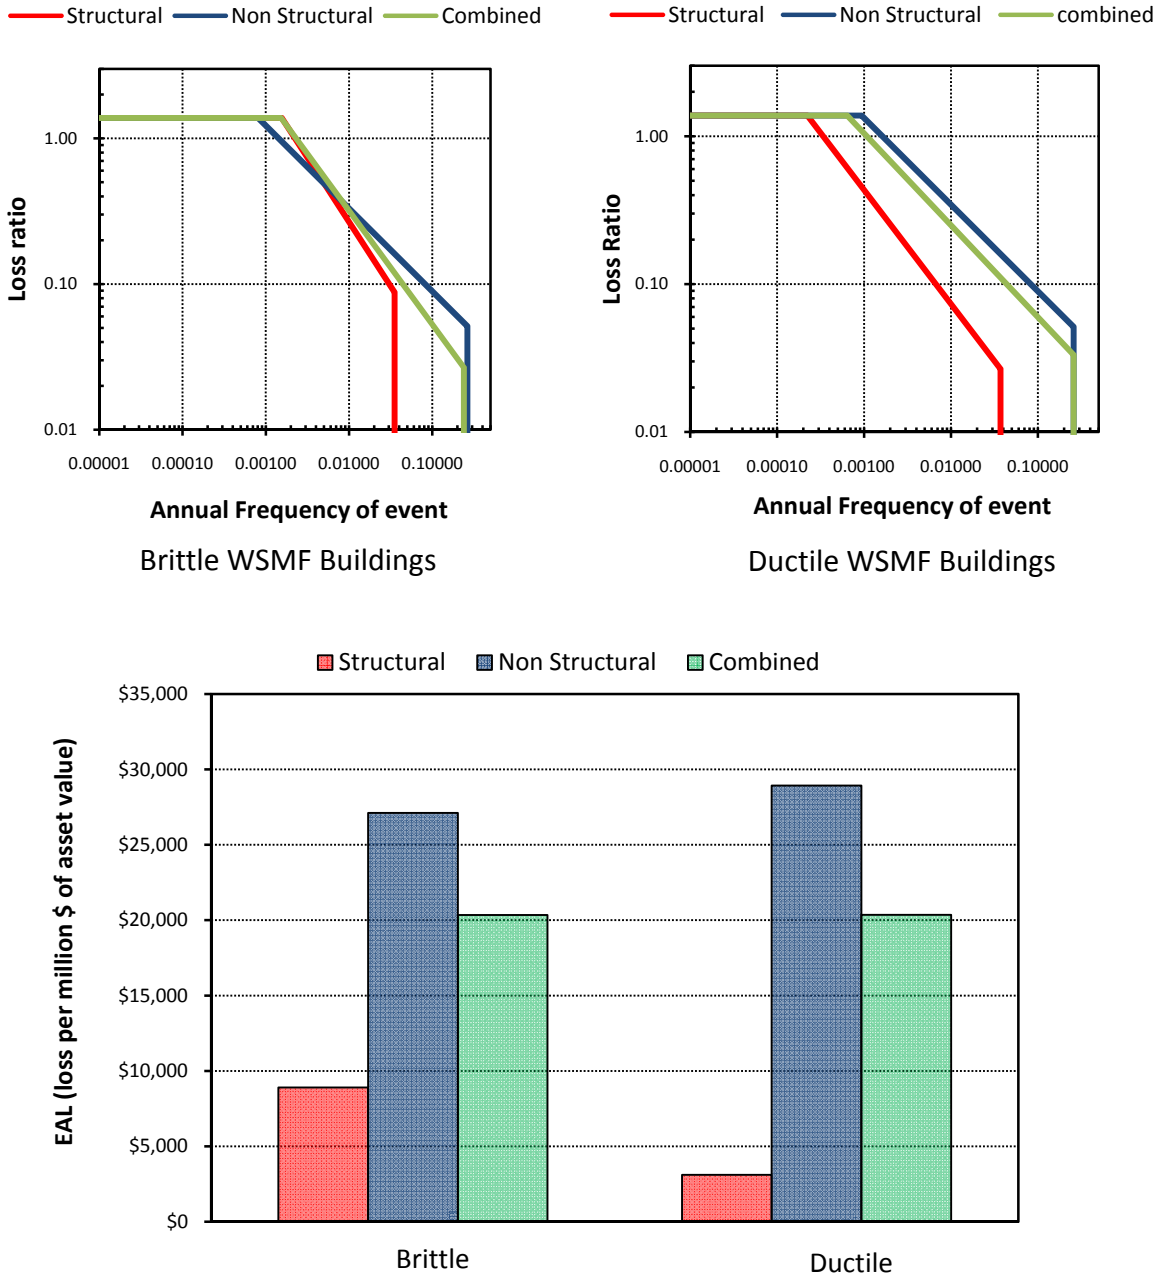 Structural Non Structural Combined
Structural Non Structural combined
Loss ratio
1.00
0.10
0.01
0.00001 0.00010 0.00100 0.01000 0.10000
Annual Frequency of event
Brittle WSMF Buildings
Loss Ratio
1.00
0.10
0.01
0.00001 0.00010 0.00100 0.01000 0.10000
Annual Frequency of event
Ductile WSMF Buildings
Structural Non Structural Combined
EAL (loss per million $ of asset value)
$35,000
$30,000
$25,000
$20,000
$15,000
$10,000
$5,000
$0
Brittle Ductile